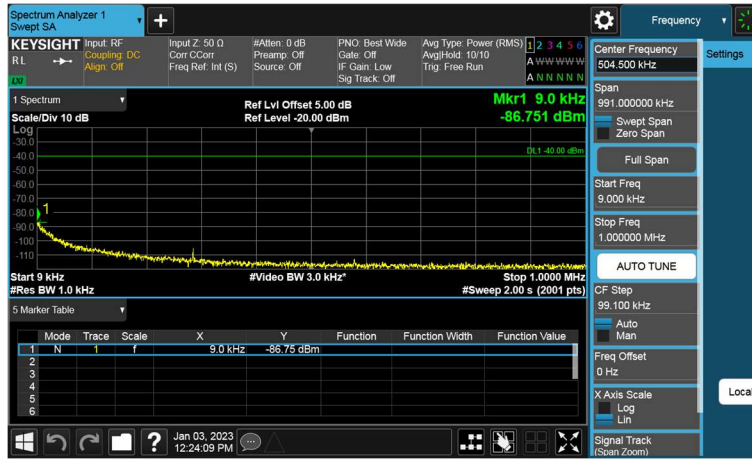 Spectrum Analyzer 1
Swept SA
Frequency
KEYSIGHT
RL
LXI
Input: RF
Coupling: DC
Align: Off
Input Z: 50 Ω
Corr CCorr
Freq Ref: Int (S)
#Atten: 0 dB
Preamp: Off
Source: Off
PNO: Best Wide
Gate: Off
IF Gain: Low
Sig Track: Off
Avg Type: Power (RMS)
Avg|Hold: 10/10
Trig: Free Run
1 2 3 4 5 6
A W W W W W
A N N N N N
1 Spectrum
Scale/Div 10 dB
Ref Lvl Offset 5.00 dB
Ref Level -20.00 dBm
Mkr1 9.0 kHz
-86.751 dBm
Log
-30.0
-40.0
-50.0
-60.0
-70.0
-80.0
-90.0
-100
-110
DL1 -40.00 dBm
1
Start 9 kHz
#Res BW 1.0 kHz
#Video BW 3.0 kHz*
Stop 1.0000 MHz
#Sweep 2.00 s (2001 pts)
5 Marker Table
Mode Trace Scale X Y Function Function Width Function Value
1 N 1 f 9.0 kHz -86.75 dBm
2
3
4
5
6
Jan 03, 2023
12:24:09 PM
Center Frequency
504.500 kHz
Settings
Span
991.000000 kHz
Swept Span
Zero Span
Full Span
Start Freq
9.000 kHz
Stop Freq
1.000000 MHz
AUTO TUNE
CF Step
99.100 kHz
Auto
Man
Freq Offset
0 Hz
X Axis Scale
Log
Lin
Local
Signal Track
(Span Zoom)